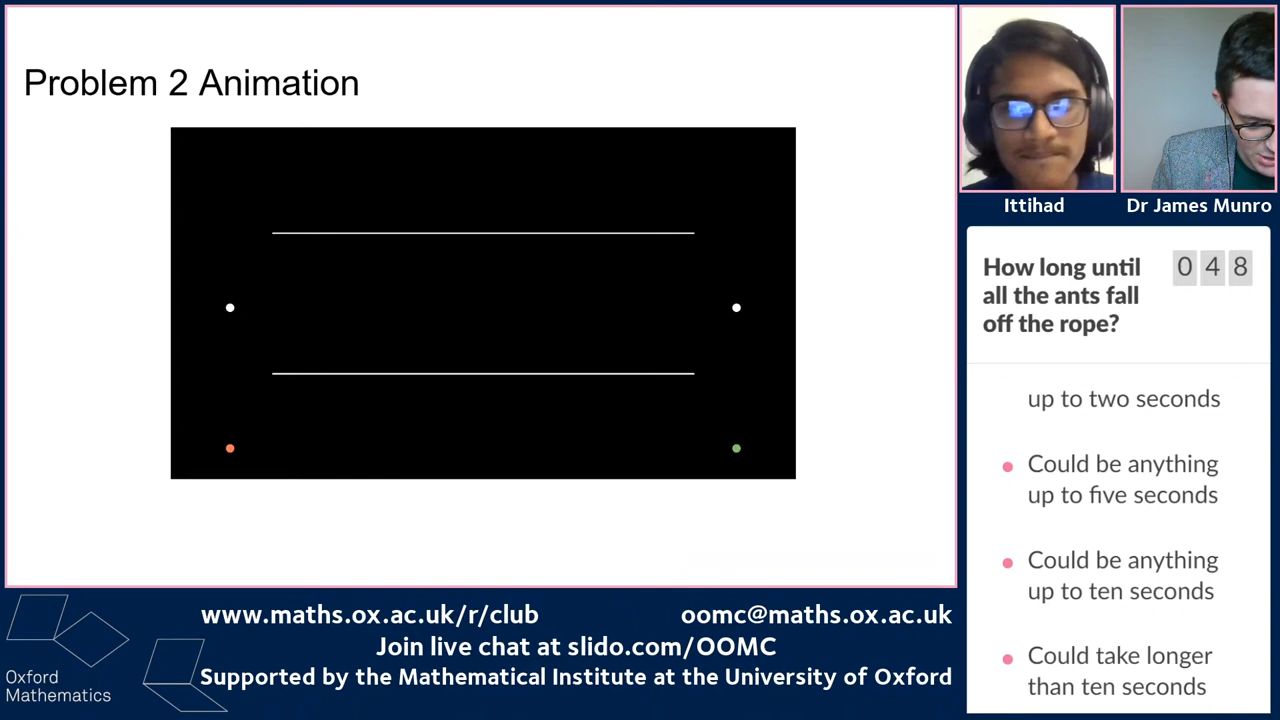 Problem 2 Animation
Ittihad
Dr James Munro
How long until
all the ants fall
off the rope?
048
up to two seconds
Could be anything
up to five seconds
Could be anything
up to ten seconds
Could take longer
than ten seconds
www.maths.ox.ac.uk/r/club
oomc@maths.ox.ac.uk
Join live chat at slido.com/OOMC
Supported by the Mathematical Institute at the University of Oxford
Oxford
Mathematics